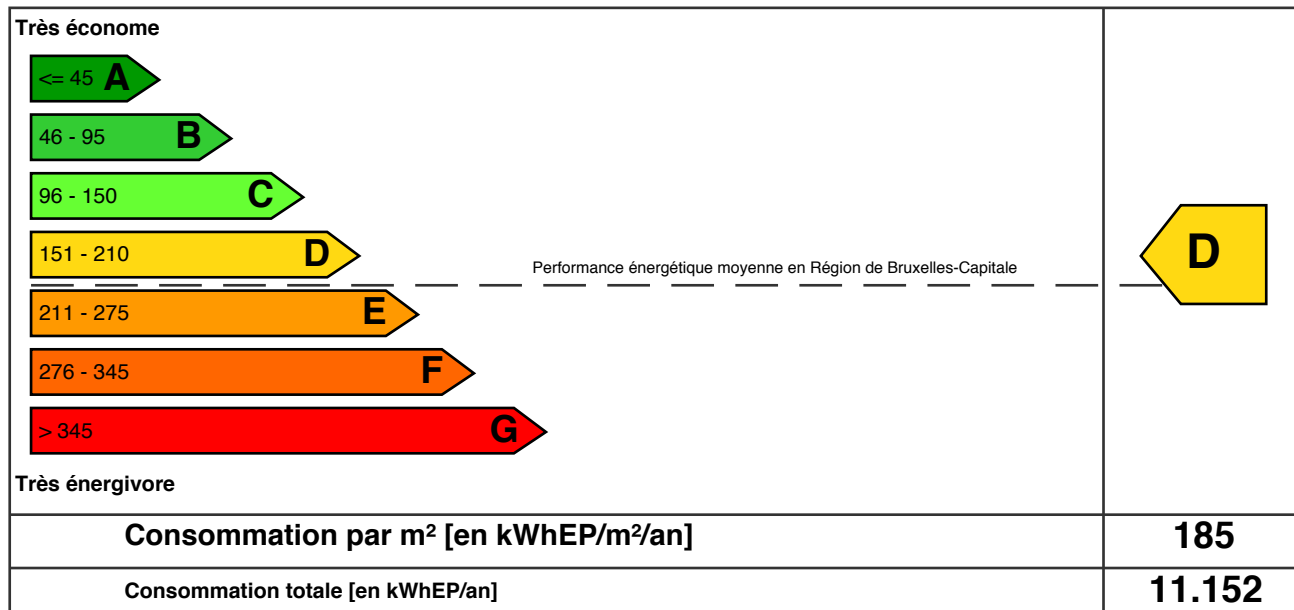 Très économe
<= 45 A
46 - 95 B
96 - 150 C
151 - 210 D
Performance énergétique moyenne en Région de Bruxelles-Capitale
D
211 - 275 E
276 - 345 F
> 345 G
Très énergivore
Consommation par m² [en kWhEP/m²/an] 185
Consommation totale [en kWhEP/an] 11.152